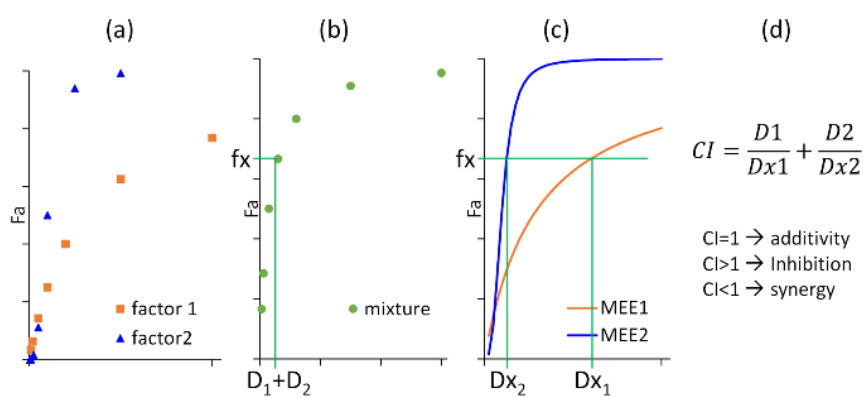 (a)
Fa
factor 1
factor2
(b)
fx
Fa
mixture
D₁+D₂
(c)
fx
Fa
MEE1
MEE2
Dx₂
Dx₁
(d)
CI = D1/Dx1 + D2/Dx2
CI=1 → additivity
CI>1 → Inhibition
CI<1 → synergy